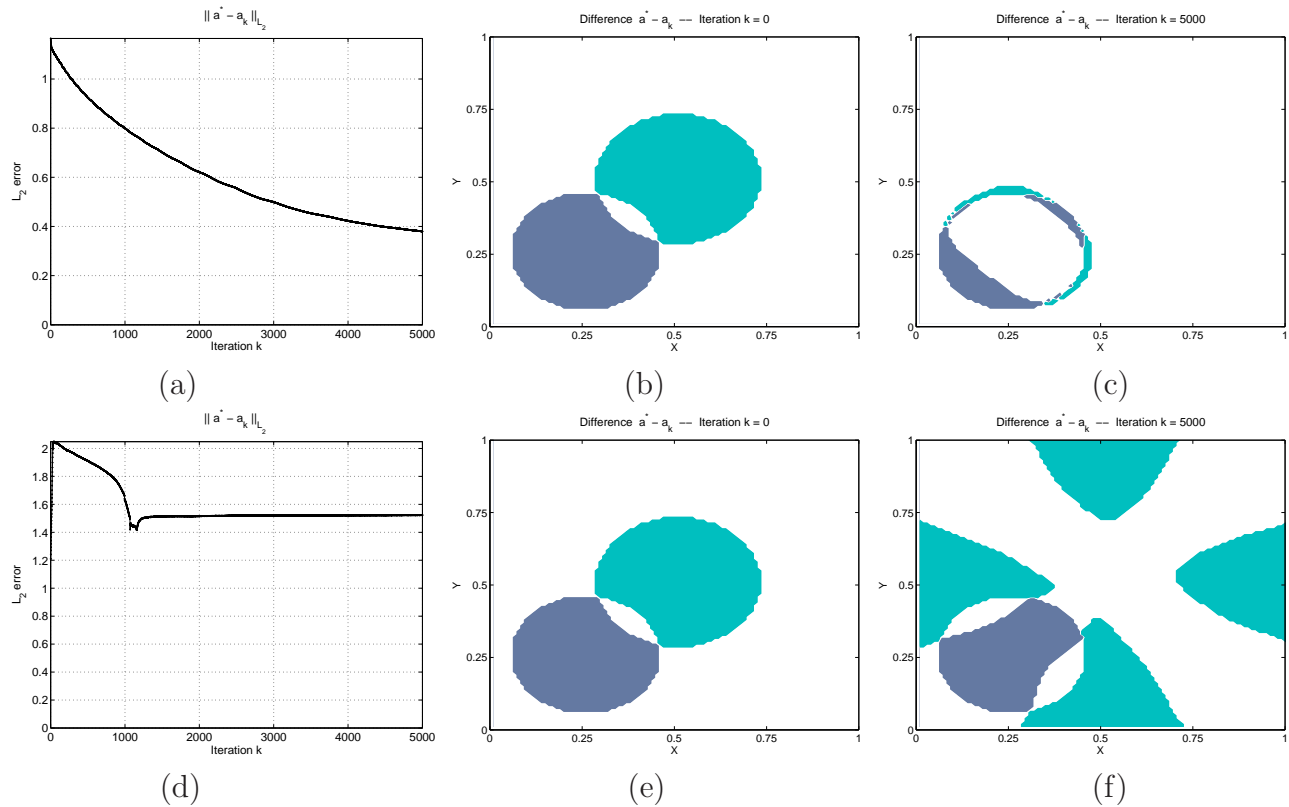 || a* − a_k ||_{L_2}
1
0.8
0.6
0.4
0.2
0
0 1000 2000 3000 4000 5000
L_2 error
Iteration k
(a)
Difference a* − a_k −− Iteration k = 0
1
0.75
0.5
0.25
0
0 0.25 0.5 0.75 1
Y
X
(b)
Difference a* − a_k −− Iteration k = 5000
1
0.75
0.5
0.25
0
0 0.25 0.5 0.75 1
Y
X
(c)
|| a* − a_k ||_{L_2}
2
1.8
1.6
1.4
1.2
1
0.8
0.6
0.4
0.2
0
0 1000 2000 3000 4000 5000
L_2 error
Iteration k
(d)
Difference a* − a_k −− Iteration k = 0
1
0.75
0.5
0.25
0
0 0.25 0.5 0.75 1
Y
X
(e)
Difference a* − a_k −− Iteration k = 5000
1
0.75
0.5
0.25
0
0 0.25 0.5 0.75 1
Y
X
(f)